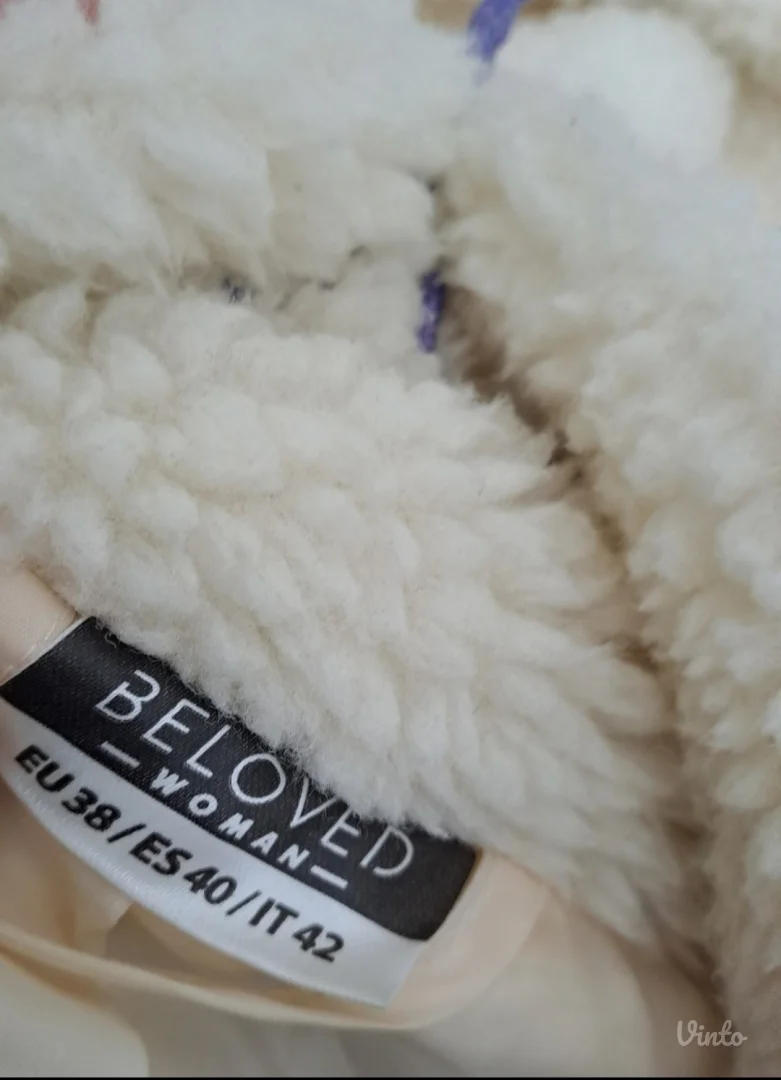 BELOVED
— WOMAN —
EU 38 / ES 40 / IT 42
Vinto